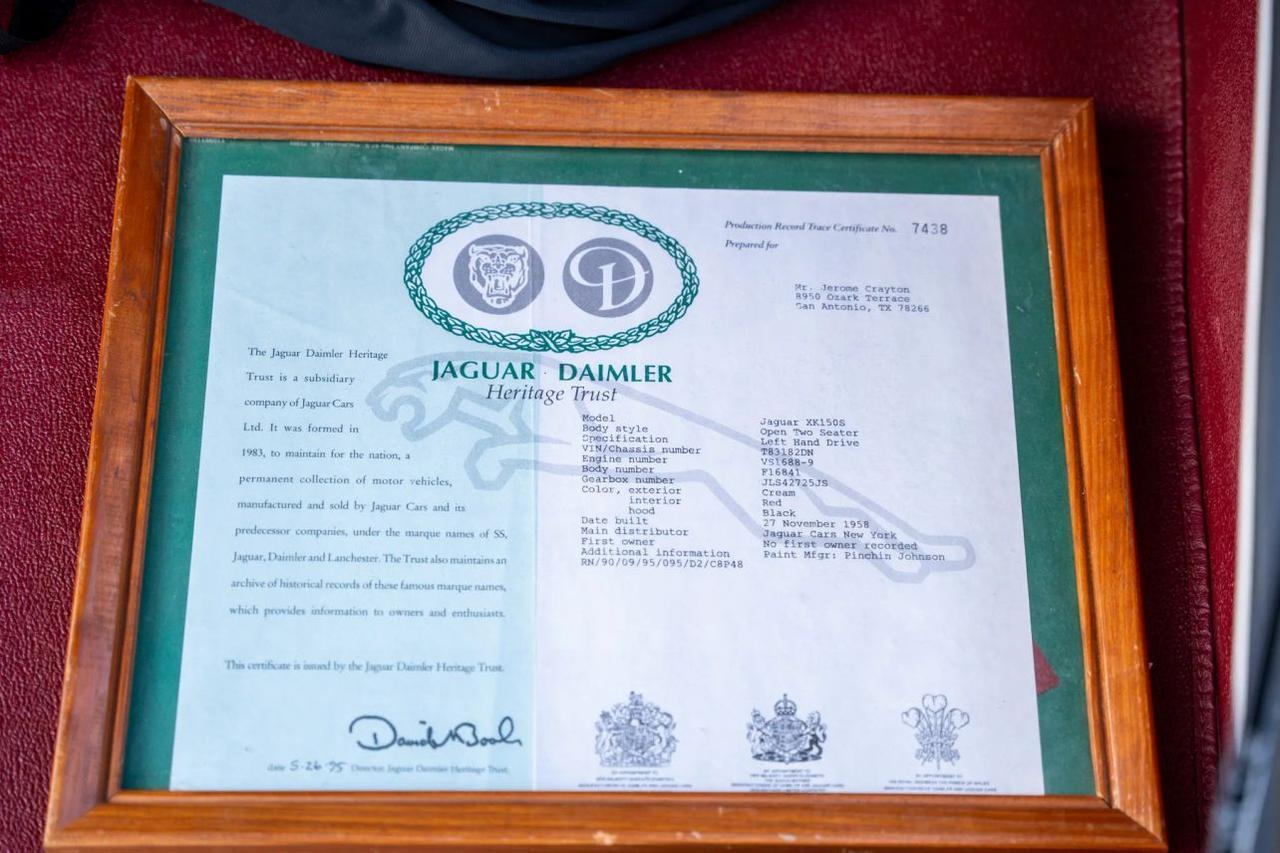 Production Record Trace Certificate No. 7438
Prepared for
Mr. Jerome Crayton
8950 Ozark Terrace
San Antonio, TX 78266
D
JAGUAR DAIMLER
Heritage Trust
The Jaguar Daimler Heritage
Trust is a subsidiary
company of Jaguar Cars
Ltd. It was formed in
1983, to maintain for the nation, a
permanent collection of motor vehicles,
manufactured and sold by Jaguar Cars and its
predecessor companies, under the marque names of SS,
Jaguar, Daimler and Lanchester. The Trust also maintains an
archive of historical records of these famous marque names,
which provides information to owners and enthusiasts.
This certificate is issued by the Jaguar Daimler Heritage Trust.
date 5-26-95 Director, Jaguar Daimler Heritage Trust.
Model Jaguar XK150S
Body style Open Two Seater
Specification Left Hand Drive
VIN/Chassis number T83182DN
Engine number VS1688-9
Body number F16841
Gearbox number JLS42725JS
Color, exterior Cream
interior Red
hood Black
Date built 27 November 1958
Main distributor Jaguar Cars New York
First owner No first owner recorded
Additional information Paint Mfgr: Pinchin Johnson
RN/90/09/95/095/D2/C8P48